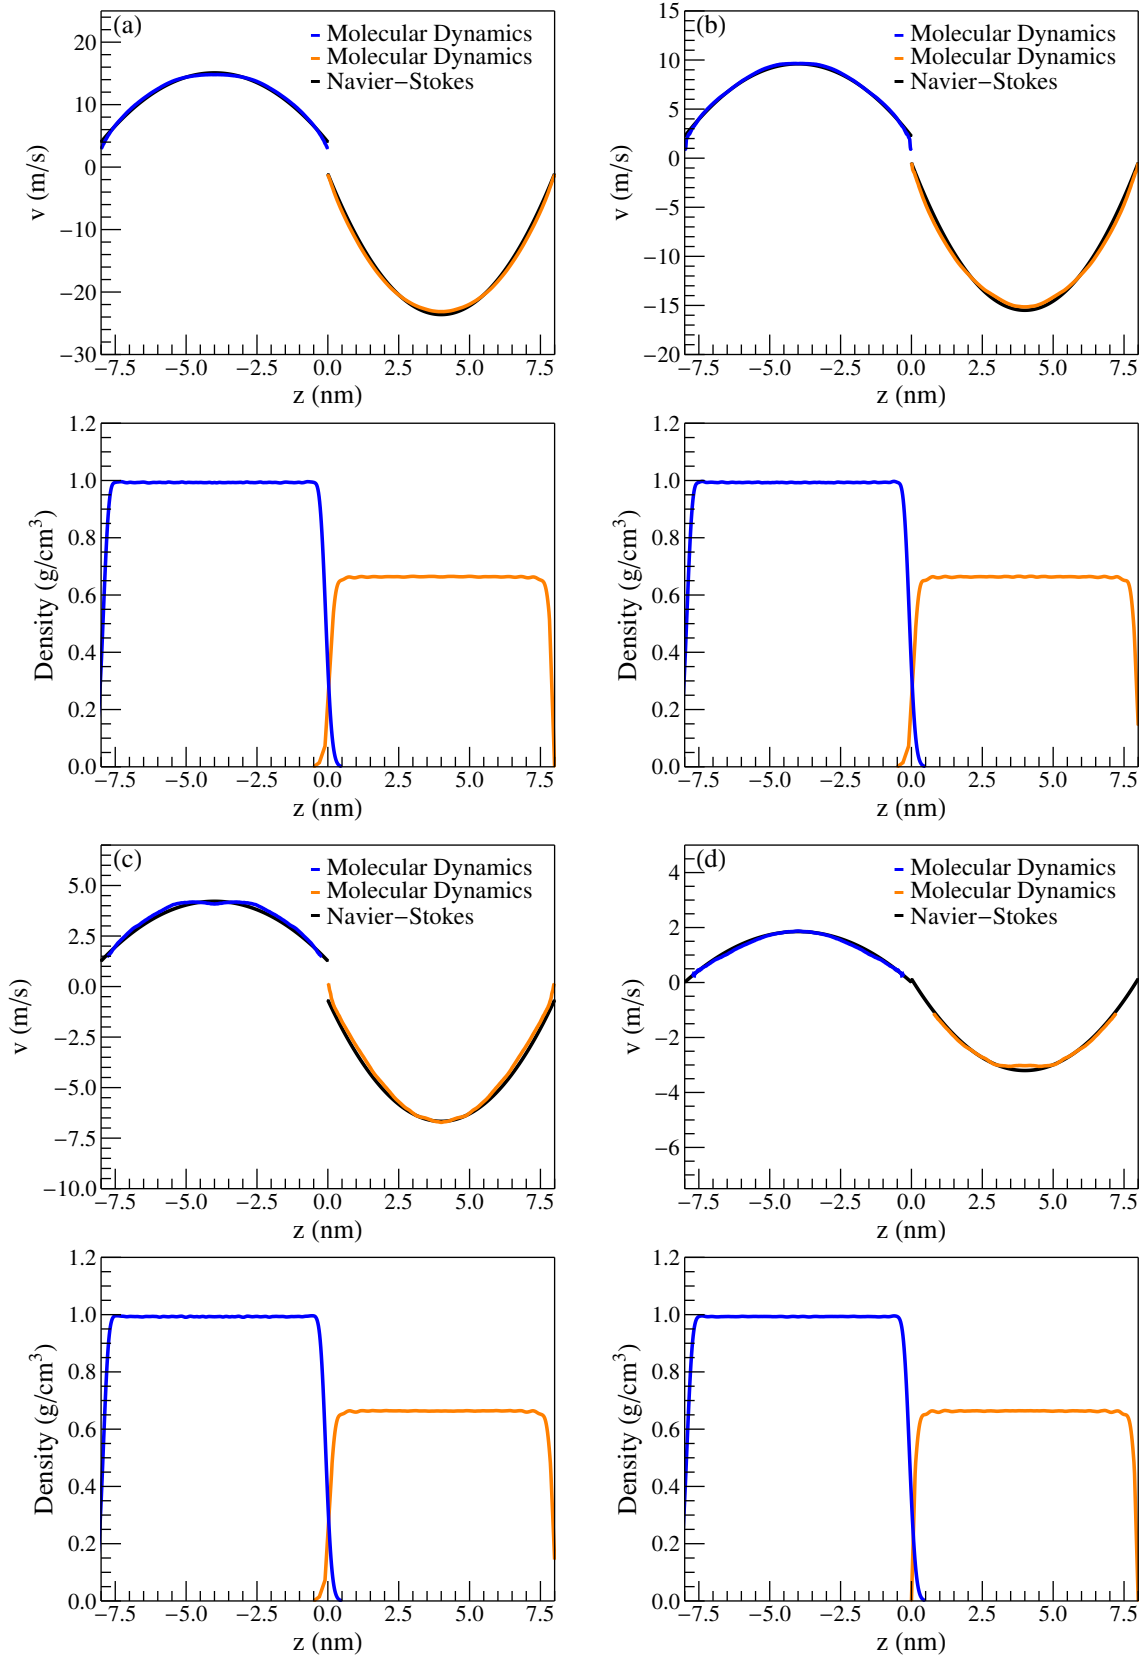 (a)
Molecular Dynamics
Molecular Dynamics
Navier−Stokes
20
10
0
−10
−20
−30
v (m/s)
−7.5 −5.0 −2.5 0.0 2.5 5.0 7.5
z (nm)
(b)
Molecular Dynamics
Molecular Dynamics
Navier−Stokes
15
10
5
0
−5
−10
−15
−20
v (m/s)
−7.5 −5.0 −2.5 0.0 2.5 5.0 7.5
z (nm)
1.2
1.0
0.8
0.6
0.4
0.2
0.0
Density (g/cm³)
−7.5 −5.0 −2.5 0.0 2.5 5.0 7.5
z (nm)
1.2
1.0
0.8
0.6
0.4
0.2
0.0
Density (g/cm³)
−7.5 −5.0 −2.5 0.0 2.5 5.0 7.5
z (nm)
(c)
Molecular Dynamics
Molecular Dynamics
Navier−Stokes
5.0
2.5
0.0
−2.5
−5.0
−7.5
−10.0
v (m/s)
−7.5 −5.0 −2.5 0.0 2.5 5.0 7.5
z (nm)
(d)
Molecular Dynamics
Molecular Dynamics
Navier−Stokes
4
2
0
−2
−4
−6
v (m/s)
−7.5 −5.0 −2.5 0.0 2.5 5.0 7.5
z (nm)
1.2
1.0
0.8
0.6
0.4
0.2
0.0
Density (g/cm³)
−7.5 −5.0 −2.5 0.0 2.5 5.0 7.5
z (nm)
1.2
1.0
0.8
0.6
0.4
0.2
0.0
Density (g/cm³)
−7.5 −5.0 −2.5 0.0 2.5 5.0 7.5
z (nm)